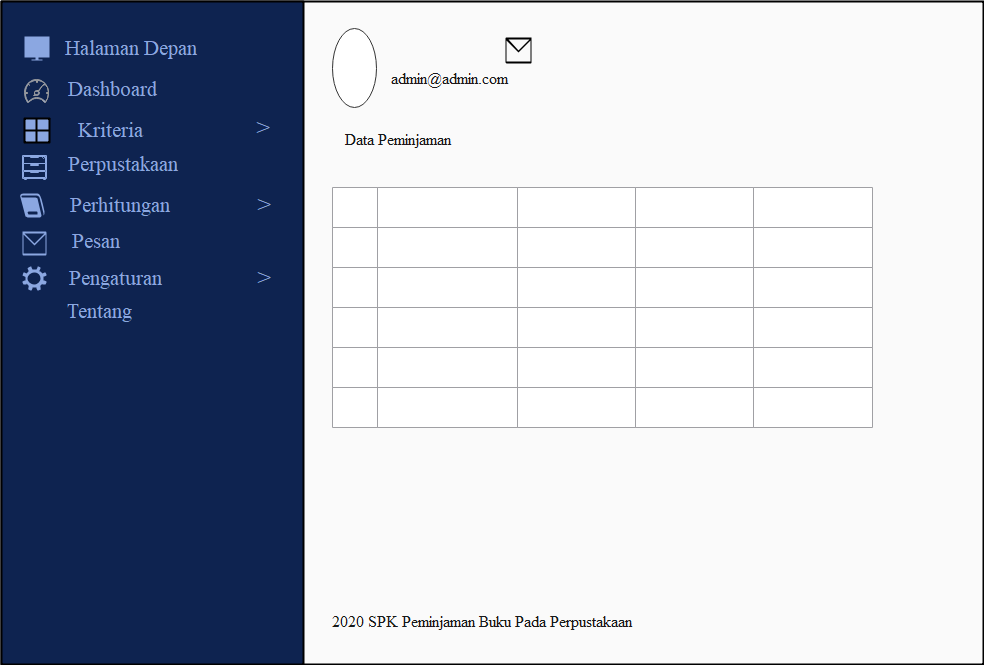 Halaman Depan
Dashboard
Kriteria >
Perpustakaan
Perhitungan >
Pesan
Pengaturan >
Tentang
admin@admin.com
Data Peminjaman
2020 SPK Peminjaman Buku Pada Perpustakaan